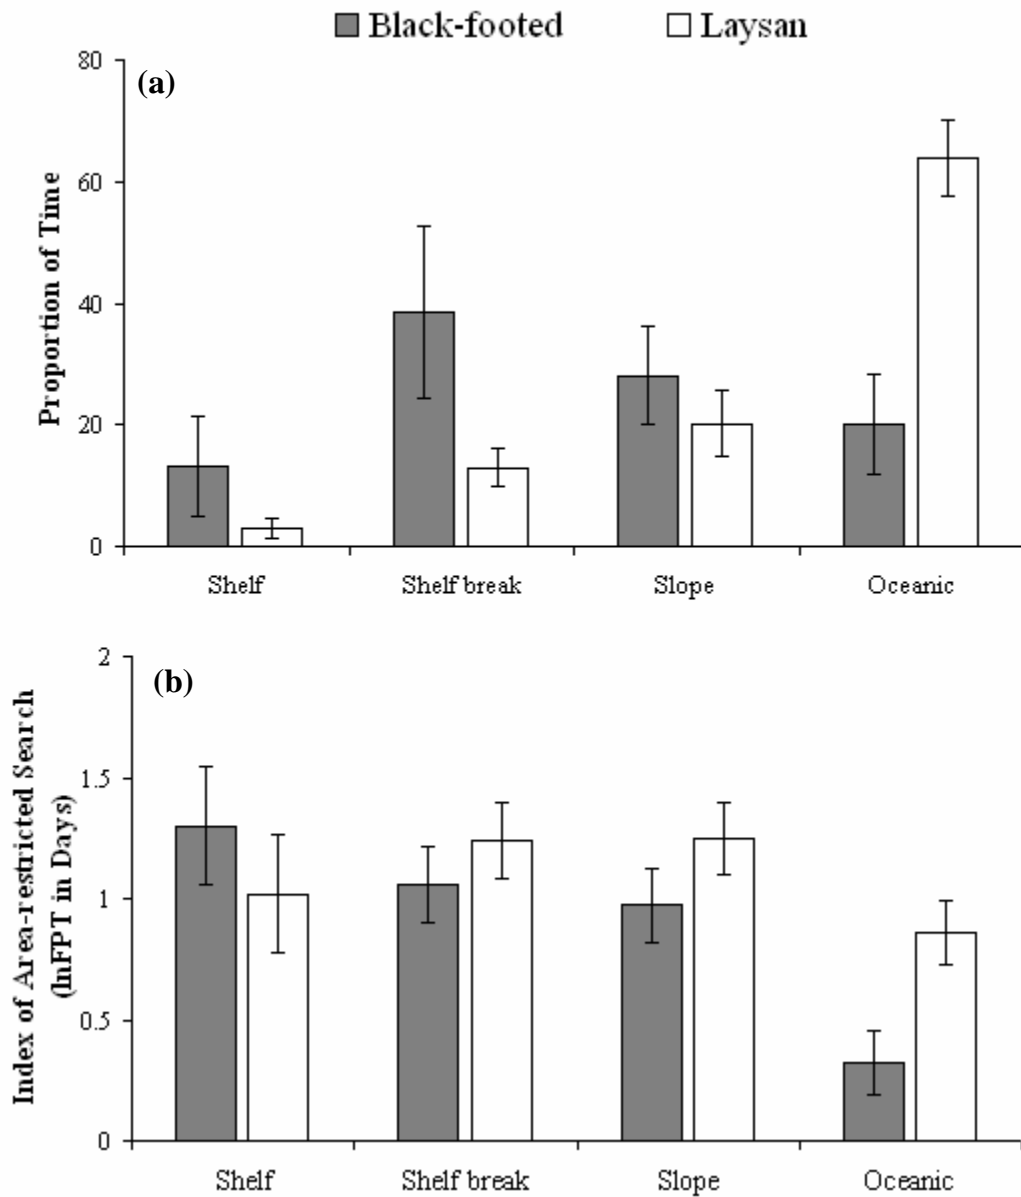 Black-footed Laysan
(a)
80
60
40
20
0
Proportion of Time
Shelf Shelf break Slope Oceanic
(b)
2
1.5
1
0.5
0
Index of Area-restricted Search
(lnFPT in Days)
Shelf Shelf break Slope Oceanic